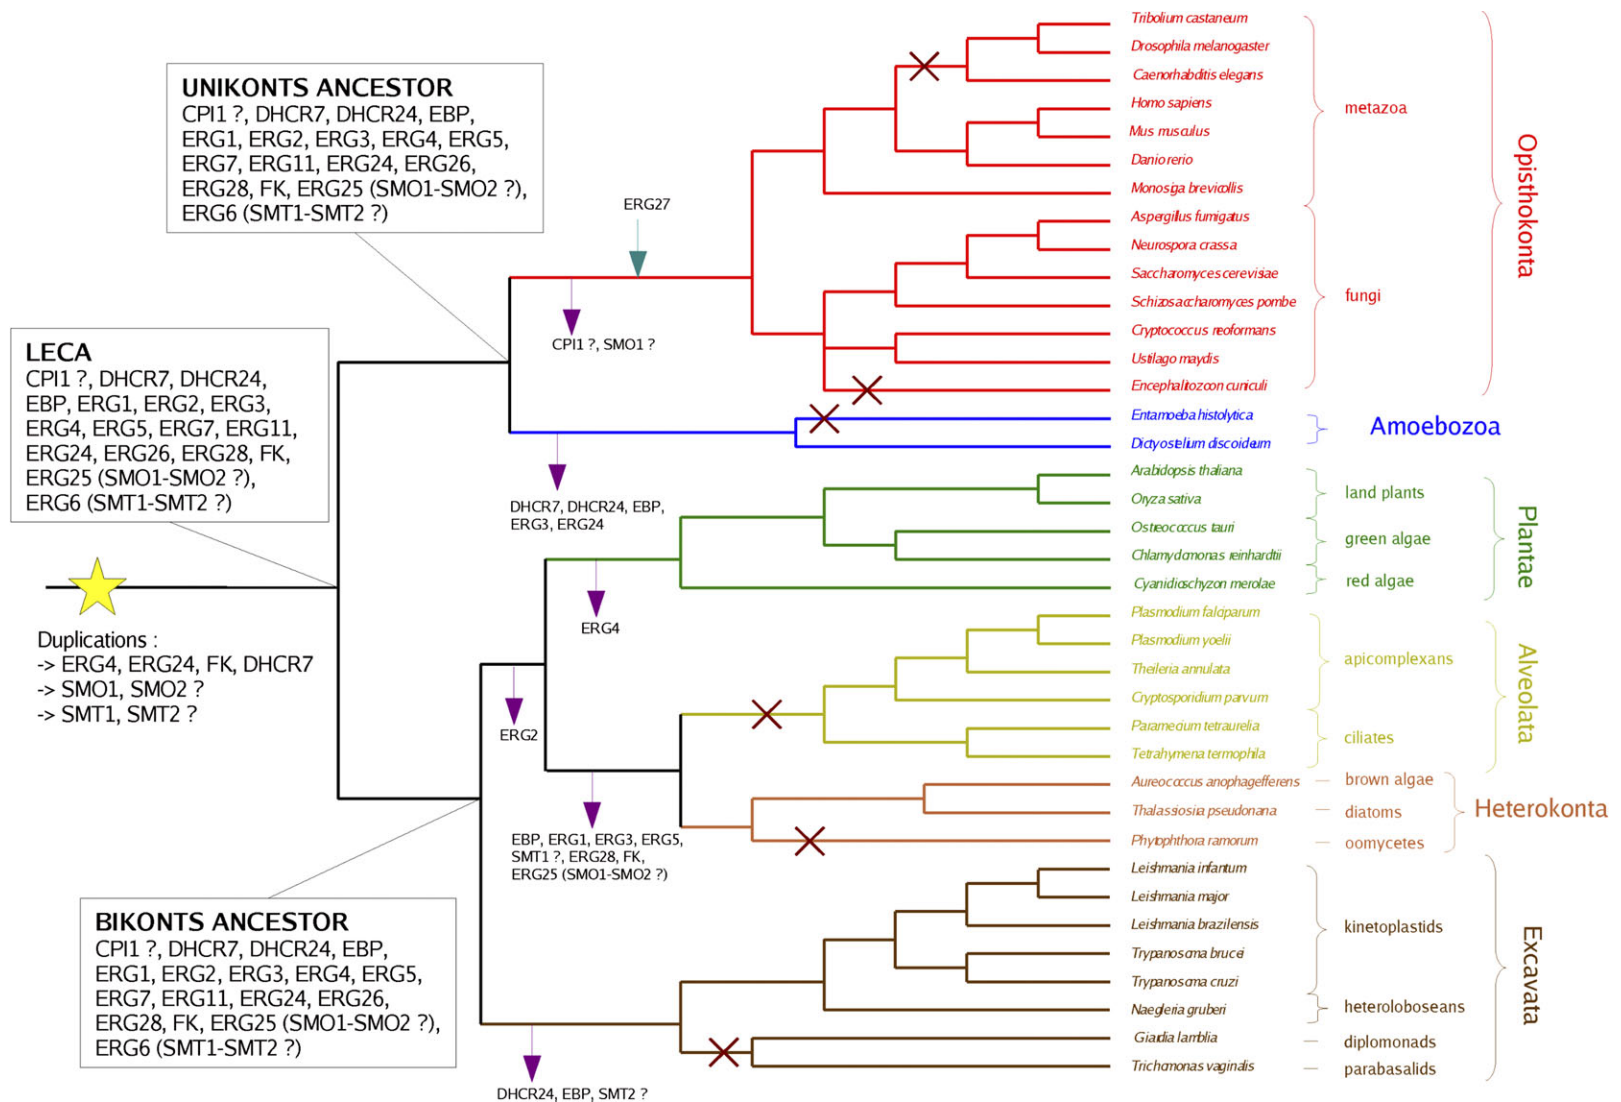 UNIKONTS ANCESTOR
CPI1 ?, DHCR7, DHCR24, EBP,
ERG1, ERG2, ERG3, ERG4, ERG5,
ERG7, ERG11, ERG24, ERG26,
ERG28, FK, ERG25 (SMO1-SMO2 ?),
ERG6 (SMT1-SMT2 ?)
LECA
CPI1 ?, DHCR7, DHCR24,
EBP, ERG1, ERG2, ERG3,
ERG4, ERG5, ERG7, ERG11,
ERG24, ERG26, ERG28, FK,
ERG25 (SMO1-SMO2 ?),
ERG6 (SMT1-SMT2 ?)
Duplications :
-> ERG4, ERG24, FK, DHCR7
-> SMO1, SMO2 ?
-> SMT1, SMT2 ?
BIKONTS ANCESTOR
CPI1 ?, DHCR7, DHCR24, EBP,
ERG1, ERG2, ERG3, ERG4, ERG5,
ERG7, ERG11, ERG24, ERG26,
ERG28, FK, ERG25 (SMO1-SMO2 ?),
ERG6 (SMT1-SMT2 ?)
ERG27
CPI1 ?, SMO1 ?
DHCR7, DHCR24, EBP,
ERG3, ERG24
ERG4
ERG2
EBP, ERG1, ERG3, ERG5,
SMT1 ?, ERG28, FK,
ERG25 (SMO1-SMO2 ?)
DHCR24, EBP, SMT2 ?
Tribolium castaneum
Drosophila melanogaster
Caenorhabditis elegans
Homo sapiens
Mus musculus
Danio rerio
Monosiga brevicollis
Aspergillus fumigatus
Neurospora crassa
Saccharomyces cerevisiae
Schizosaccharomyces pombe
Cryptococcus neoformans
Ustilago maydis
Encephalitozoon cuniculi
Entamoeba histolytica
Dictyostelium discoideum
Arabidopsis thaliana
Oryza sativa
Ostreococcus tauri
Chlamydomonas reinhardtii
Cyanidioschyzon merolae
Plasmodium falciparum
Plasmodium yoelii
Theileria annulata
Cryptosporidium parvum
Paramecium tetraurelia
Tetrahymena termophila
Aureococcus anophagefferens
Thalassiosia pseudonana
Phytophthora ramorum
Leishmania infantum
Leishmania major
Leishmania brazilensis
Trypanosoma brucei
Trypanosoma cruzi
Naegleria gruberi
Giardia lamblia
Trichomonas vaginalis
metazoa
fungi
Opisthokonta
Amoebozoa
land plants
green algae
red algae
Plantae
apicomplexans
ciliates
Alveolata
brown algae
diatoms
oomycetes
Heterokonta
kinetoplastids
heteroloboseans
diplomonads
parabasalids
Excavata